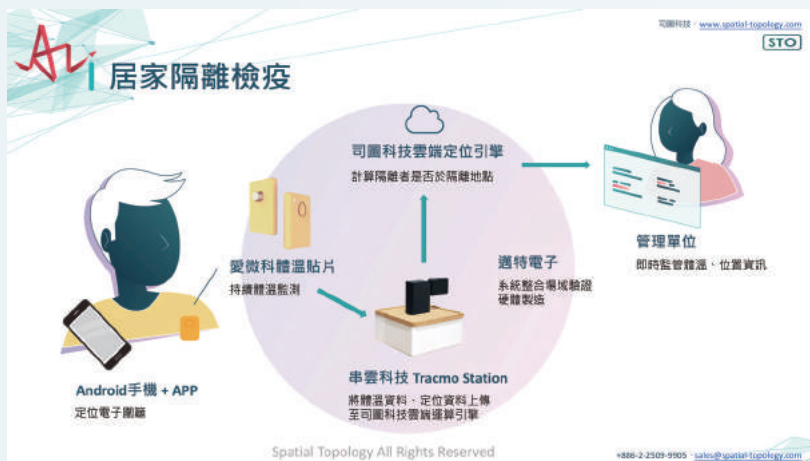 司圖科技 · www.spatial-topology.com
STO
居家隔離檢疫
司圖科技雲端定位引擎
計算隔離者是否於隔離地點
管理單位
即時監管體溫、位置資訊
愛微科體溫貼片
持續體溫監測
邁特電子
系統整合場域驗證
硬體製造
串雲科技 Tracmo Station
將體溫資料、定位資料上傳
至司圖科技雲端運算引擎
Android手機 + APP
定位電子圍籬
Spatial Topology All Rights Reserved
+886-2-2509-9905 · sales@spatial-topology.com